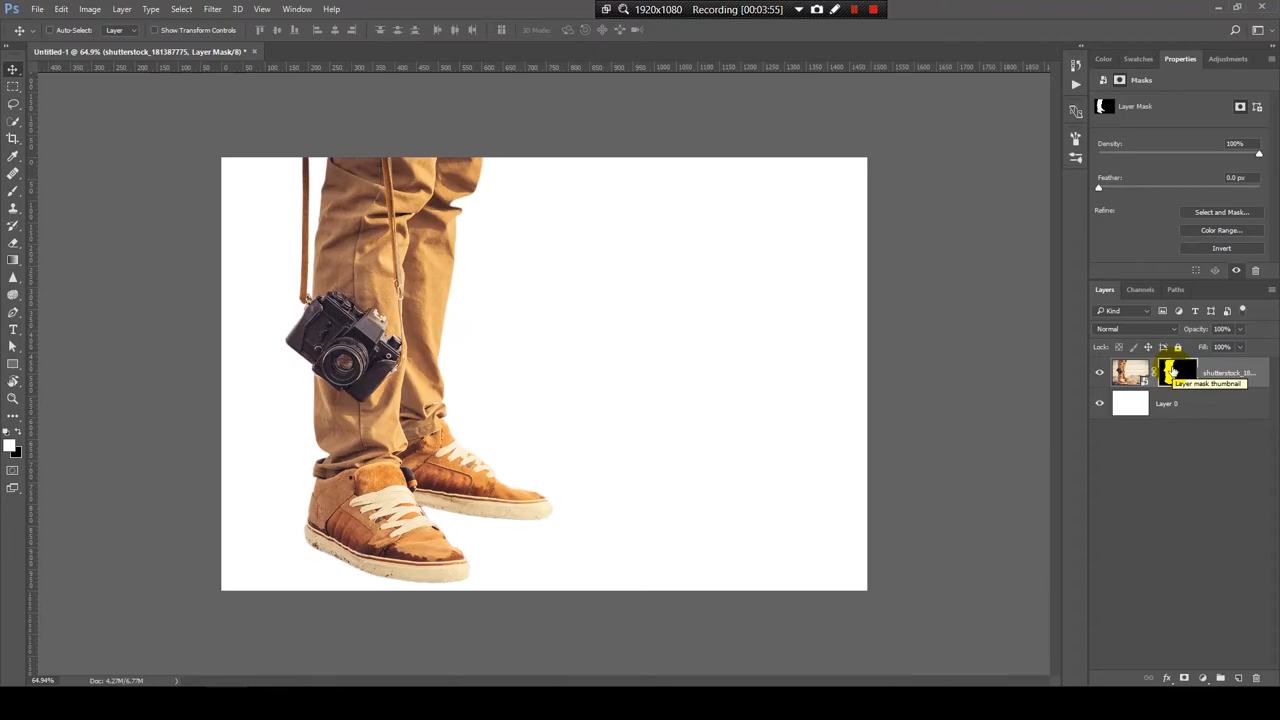 1920x1080 Recording [00:03:55]
Ps File Edit Image Layer Type Select Filter 3D View Window Help
Auto-Select: Layer Show Transform Controls 3D Mode:
Untitled-1 @ 64.9% (shutterstock_181387775, Layer Mask/8) *
Color Swatches Properties Adjustments
Masks
Layer Mask
Density: 100%
Feather: 0.0 px
Refine: Select and Mask...
Color Range...
Invert
Layers Channels Paths
Kind
Normal Opacity: 100%
Lock: Fill: 100%
shutterstock_18...
Layer mask thumbnail
Layer 0
64.94% Doc: 4.27M/6.77M